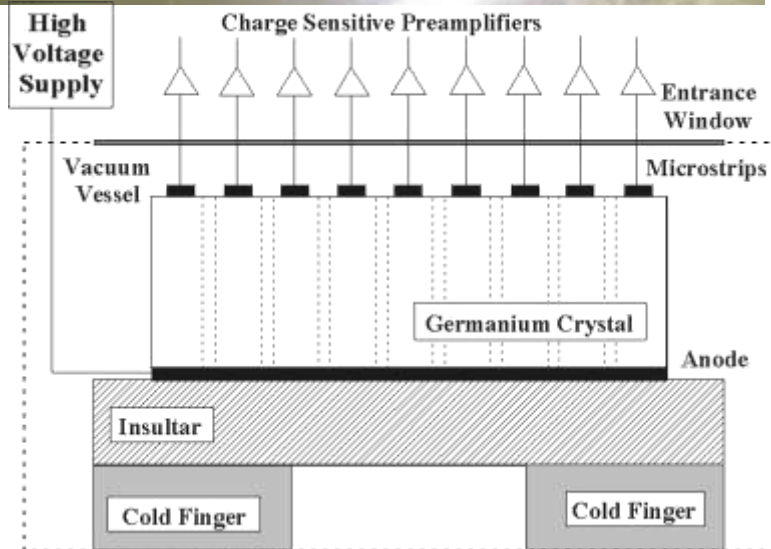 High
Voltage
Supply
Charge Sensitive Preamplifiers
Entrance
Window
Vacuum
Vessel
Microstrips
Germanium Crystal
Anode
Insultar
Cold Finger
Cold Finger